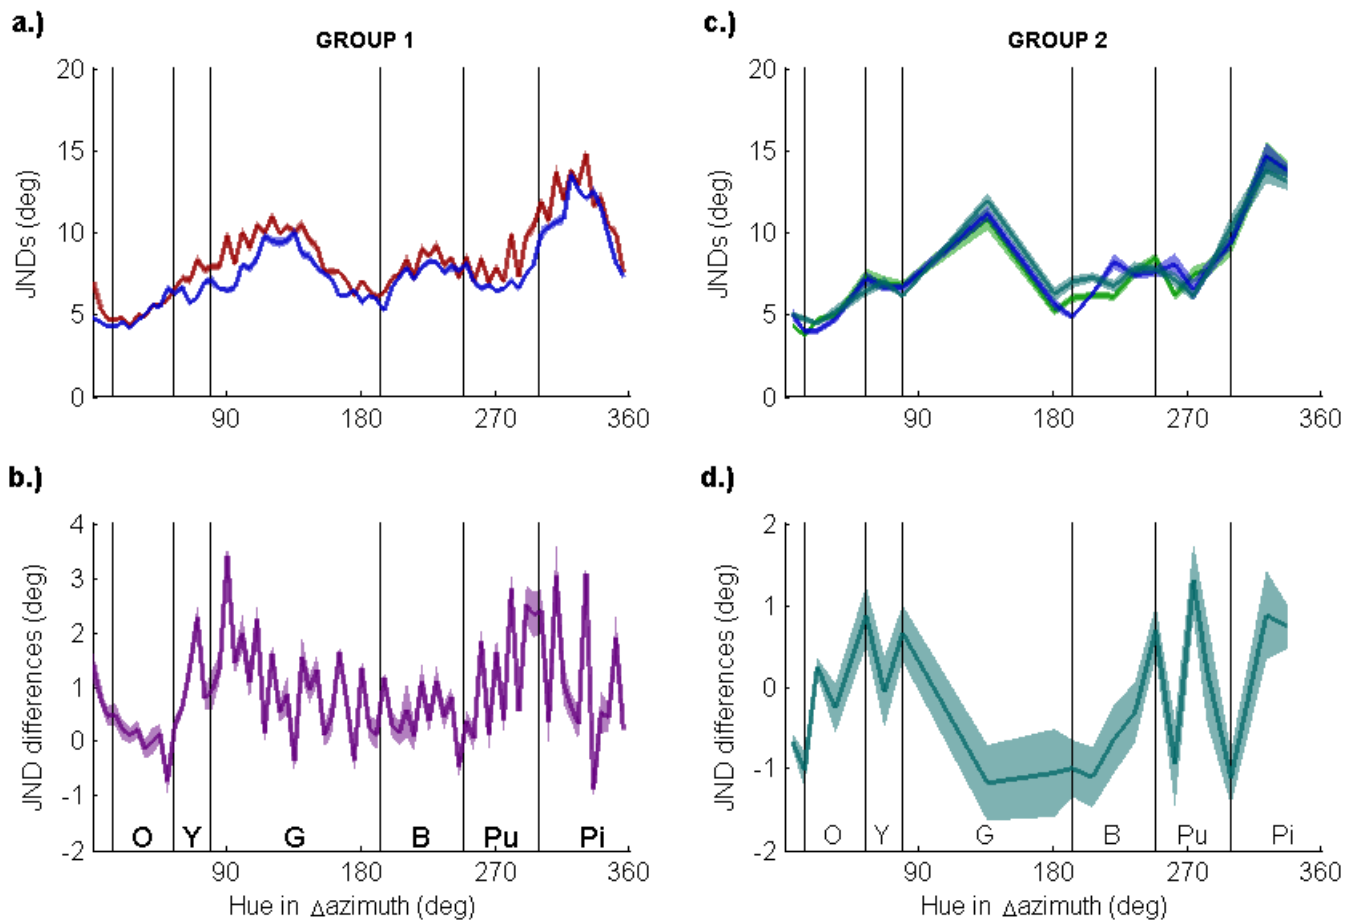 a.)
GROUP 1
20
15
10
5
0
JNDs (deg)
90
180
270
360
c.)
GROUP 2
20
15
10
5
0
JNDs (deg)
90
180
270
360
b.)
4
3
2
1
0
-1
-2
JND differences (deg)
O Y G B Pu Pi
90
180
270
360
Hue in Δazimuth (deg)
d.)
2
1
0
-1
-2
JND differences (deg)
O Y G B Pu Pi
90
180
270
360
Hue in Δazimuth (deg)